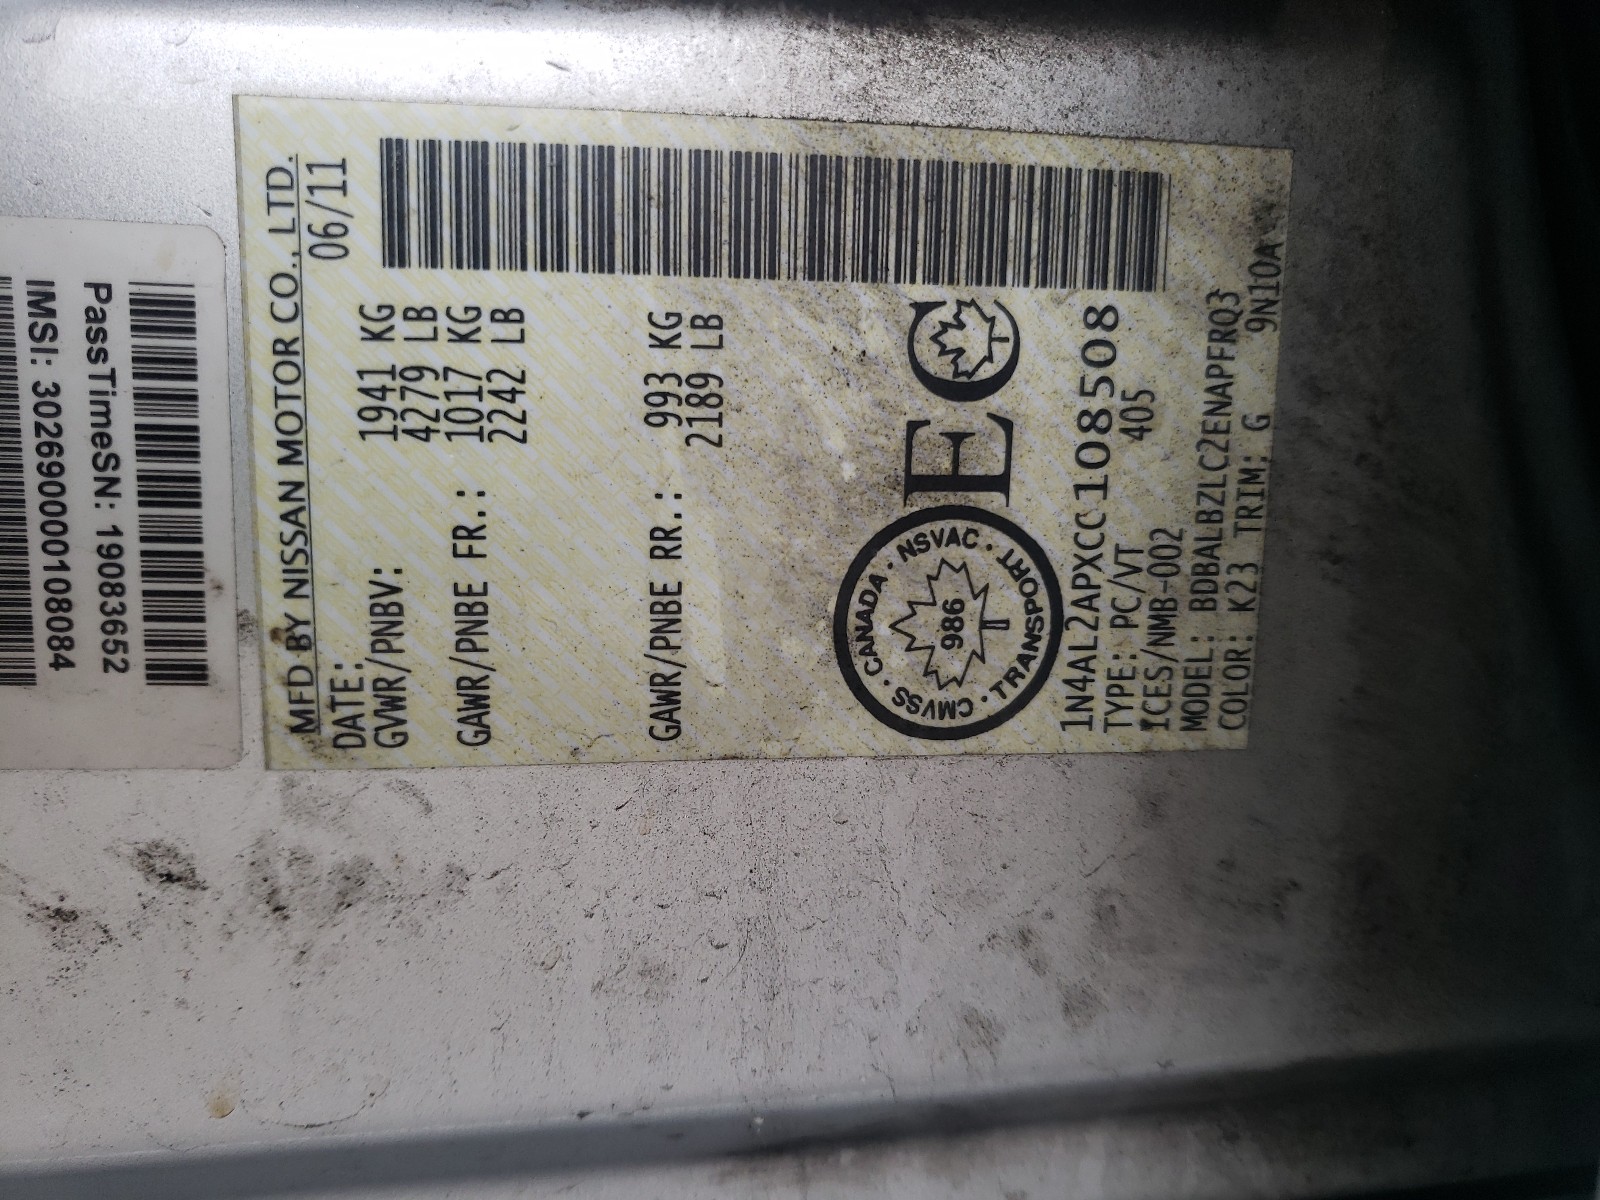 PassTimeSN: 19083652
IMSI: 302690000108084
MFD BY NISSAN MOTOR CO., LTD.
DATE: 06/11
GVWR/PNBV: 1941 KG
4279 LB
GAWR/PNBE FR.: 1017 KG
2242 LB
GAWR/PNBE RR.: 993 KG
2189 LB
CANADA · NSVAC · TRANSPORT · CMVSS ·
986
EC
1N4AL2APXCC108508
TYPE: PC/VT 405
ICES/NMB-002
MODEL: BDBALBZLC2ENAPFRQ3
COLOR: K23 TRIM: G 9N10A